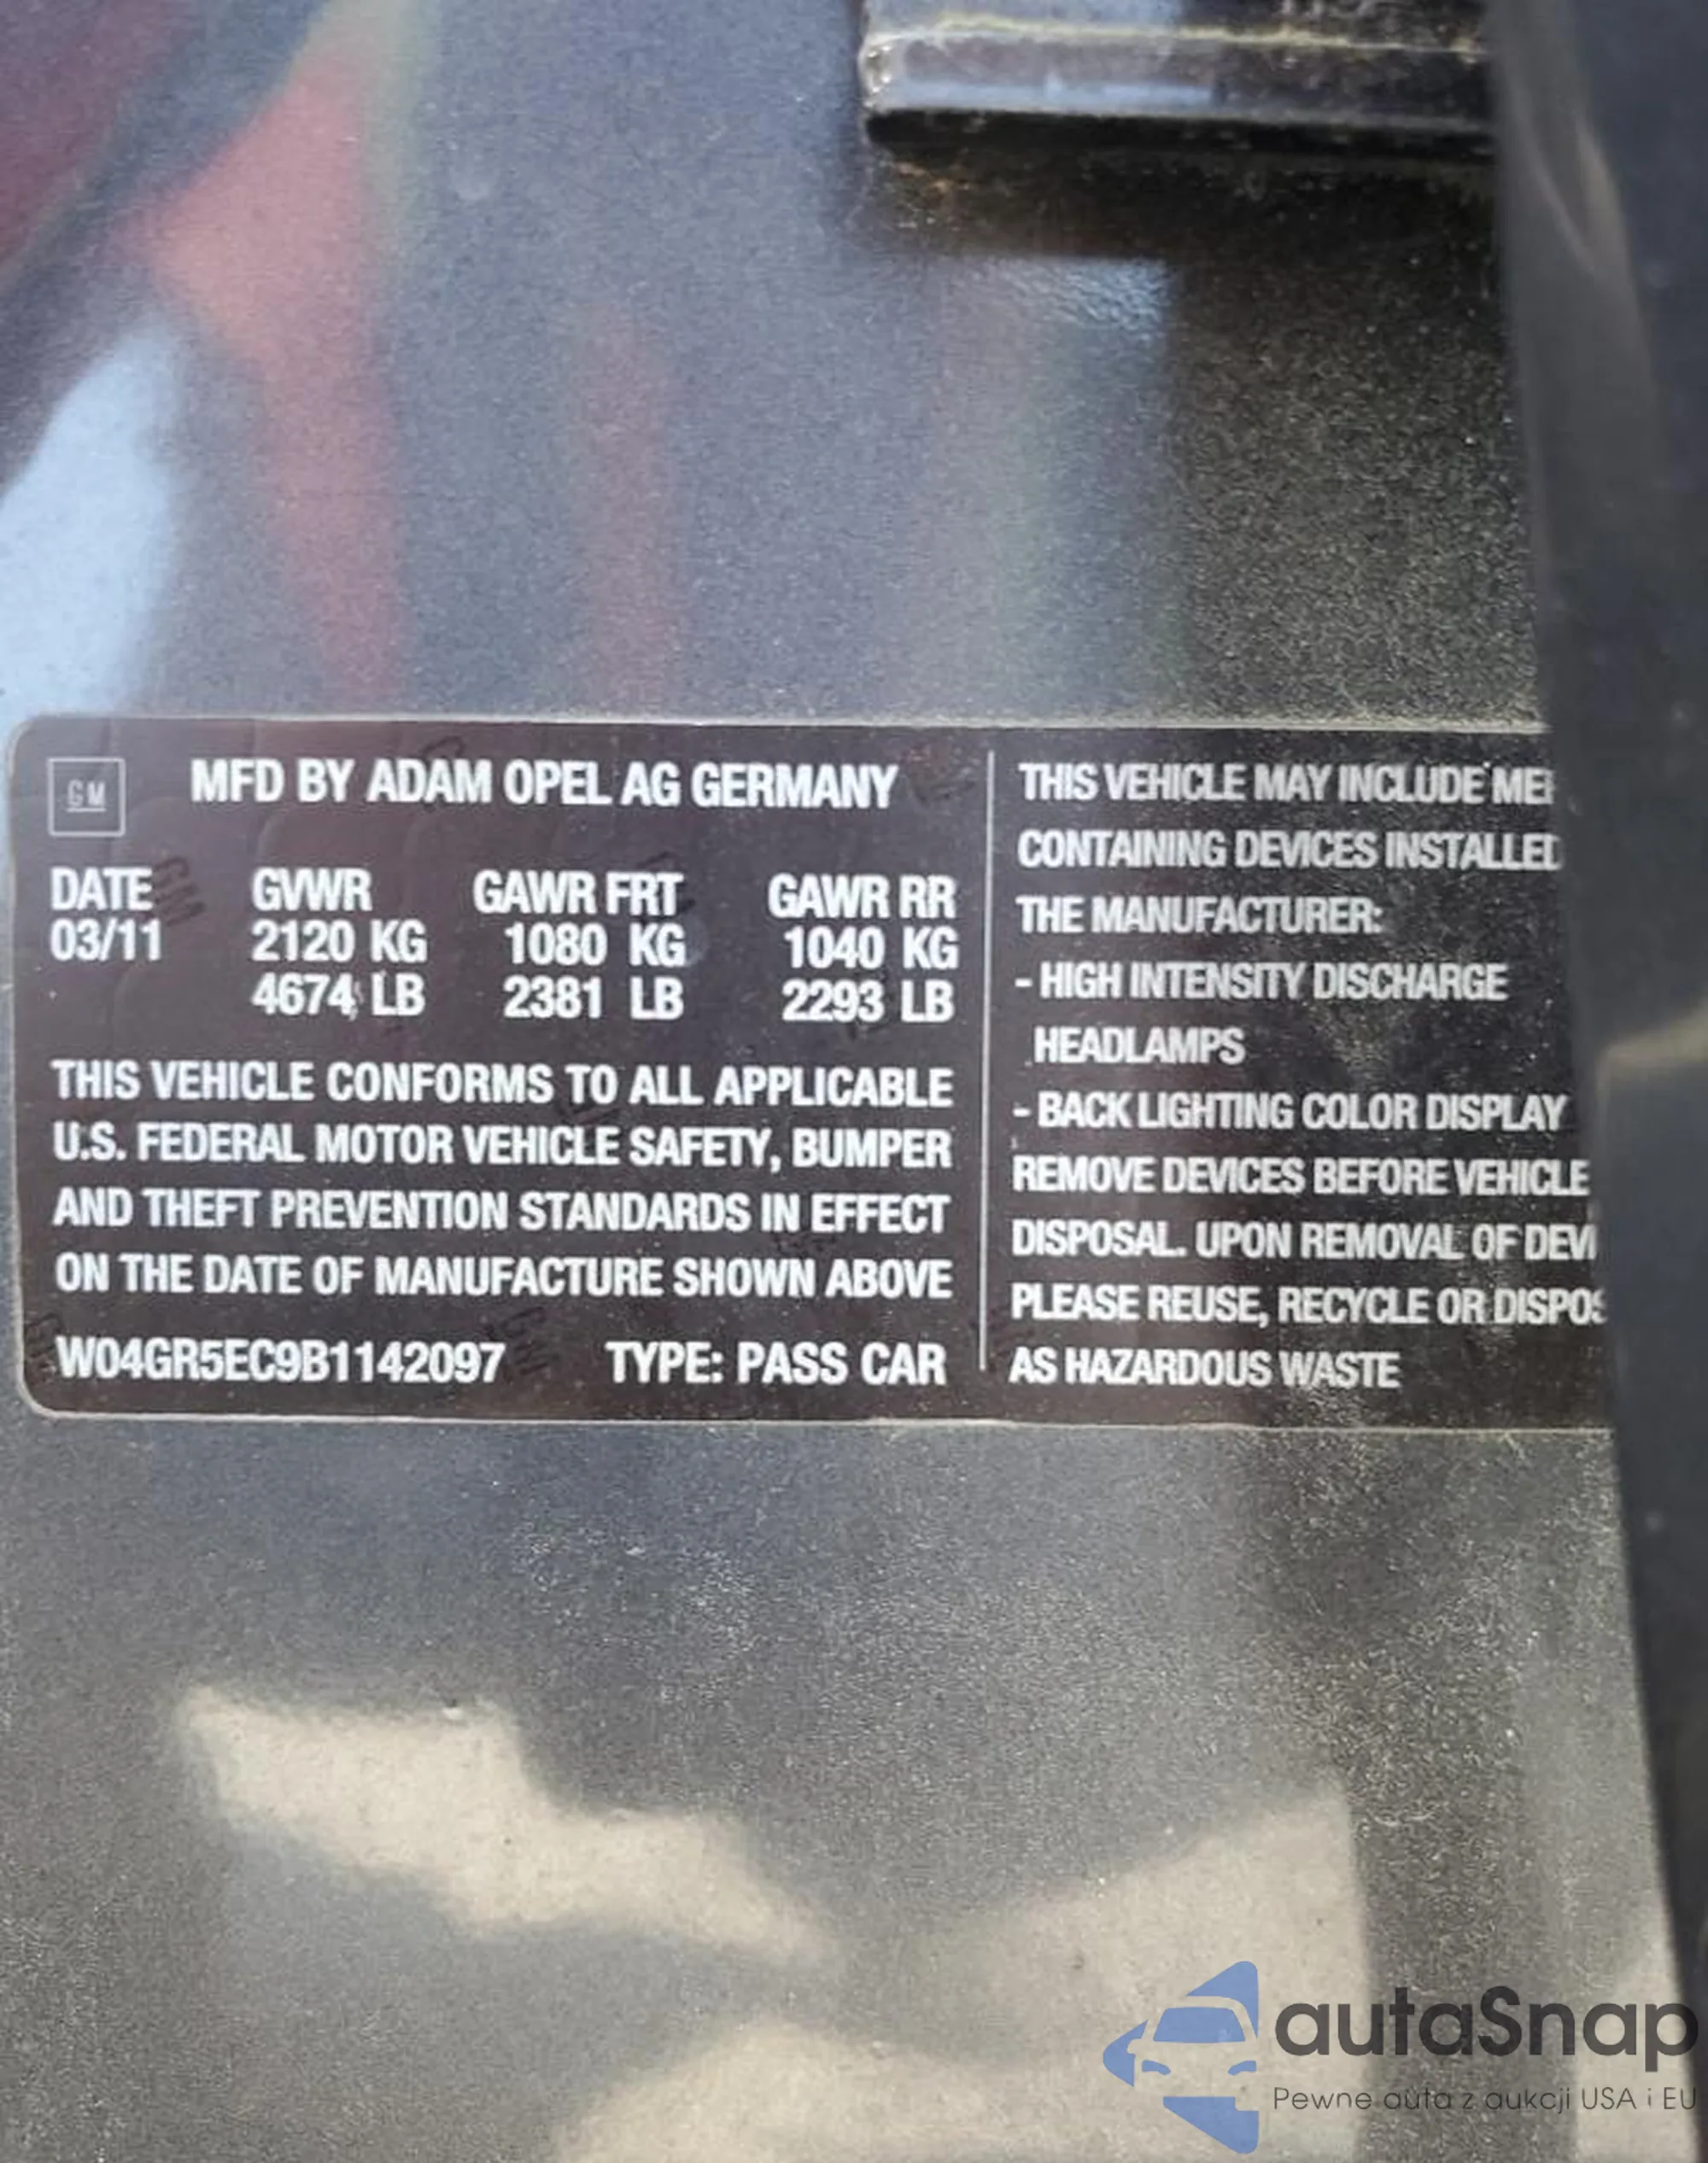 GM
MFD BY ADAM OPEL AG GERMANY
DATE GVWR GAWR FRT GAWR RR
03/11 2120 KG 1080 KG 1040 KG
4674 LB 2381 LB 2293 LB
THIS VEHICLE CONFORMS TO ALL APPLICABLE
U.S. FEDERAL MOTOR VEHICLE SAFETY, BUMPER
AND THEFT PREVENTION STANDARDS IN EFFECT
ON THE DATE OF MANUFACTURE SHOWN ABOVE
W04GR5EC9B1142097 TYPE: PASS CAR
THIS VEHICLE MAY INCLUDE
CONTAINING DEVICES INSTALLED
THE MANUFACTURER:
- HIGH INTENSITY DISCHARGE
HEADLAMPS
- BACK LIGHTING COLOR DISPLAY
REMOVE DEVICES BEFORE VEHICLE
DISPOSAL. UPON REMOVAL OF
PLEASE REUSE, RECYCLE OR
AS HAZARDOUS WASTE
autaSnap
Pewne auta z aukcji USA i EU